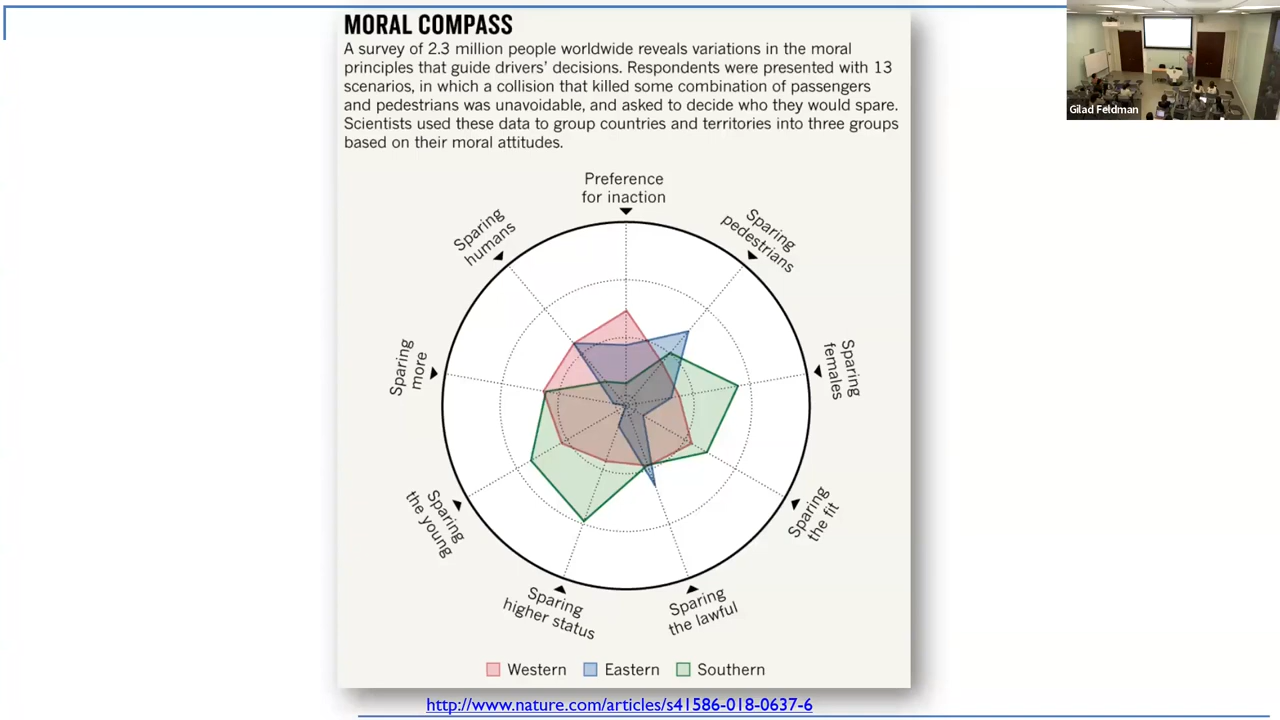 MORAL COMPASS
A survey of 2.3 million people worldwide reveals variations in the moral
principles that guide drivers’ decisions. Respondents were presented with 13
scenarios, in which a collision that killed some combination of passengers
and pedestrians was unavoidable, and asked to decide who they would spare.
Scientists used these data to group countries and territories into three groups
based on their moral attitudes.
Preference
for inaction
Sparing
pedestrians
Sparing
females
Sparing
the fit
Sparing
the lawful
Sparing
higher status
Sparing
the young
Sparing
more
Sparing
humans
Western
Eastern
Southern
http://www.nature.com/articles/s41586-018-0637-6
Gilad Feldman